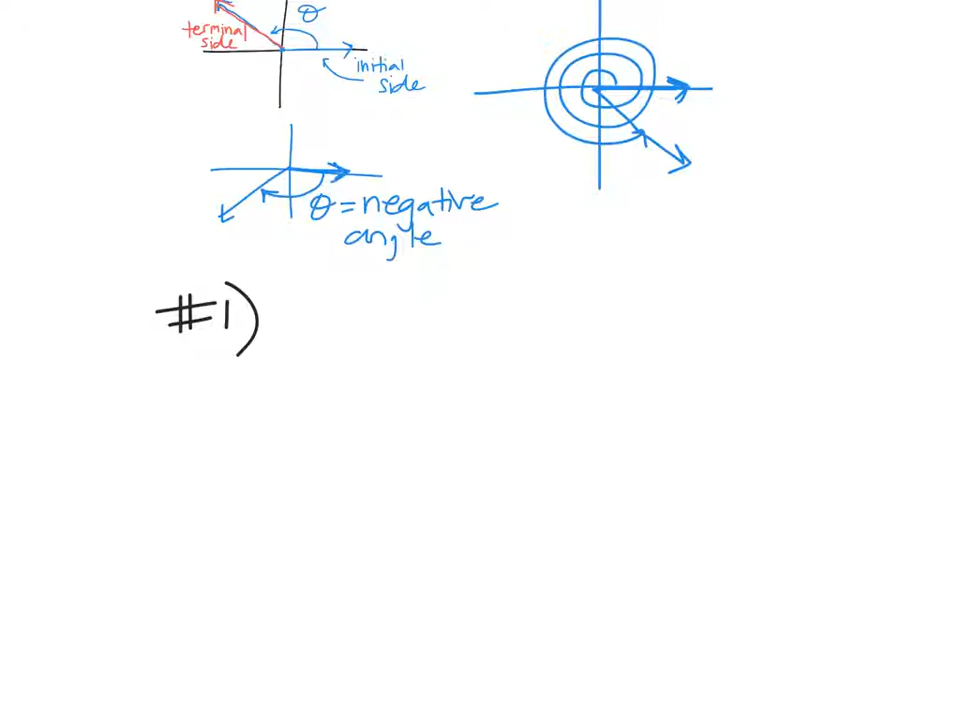 θ
terminal
side
initial
side
θ = negative
angle
#1)